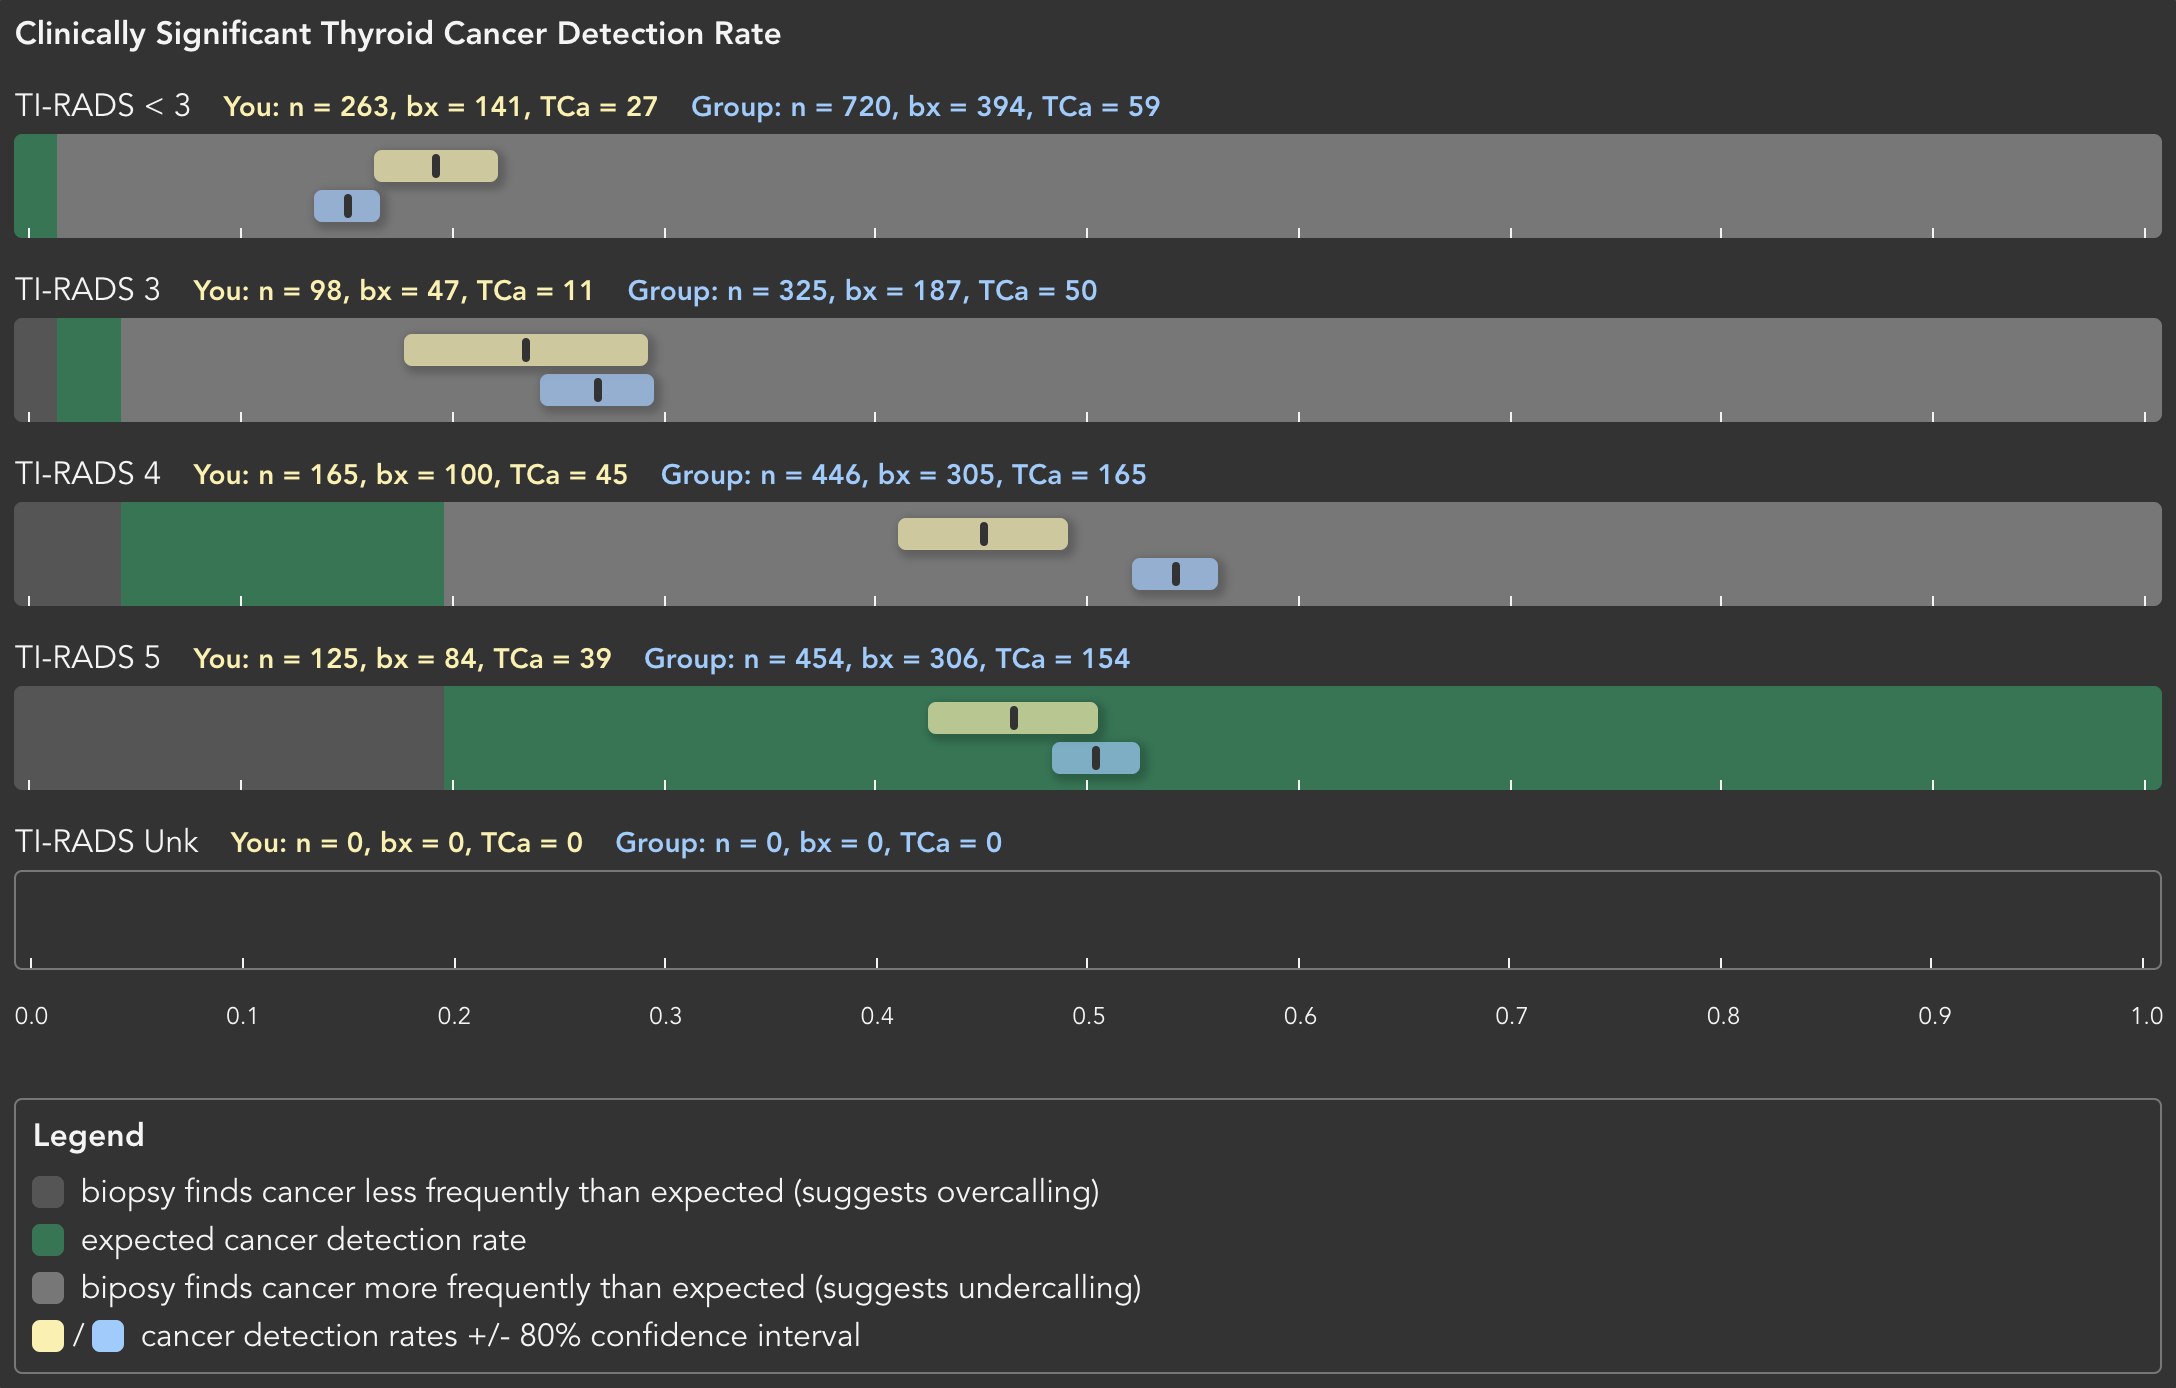 Clinically Significant Thyroid Cancer Detection Rate
TI-RADS < 3 You: n = 263, bx = 141, TCa = 27 Group: n = 720, bx = 394, TCa = 59
TI-RADS 3 You: n = 98, bx = 47, TCa = 11 Group: n = 325, bx = 187, TCa = 50
TI-RADS 4 You: n = 165, bx = 100, TCa = 45 Group: n = 446, bx = 305, TCa = 165
TI-RADS 5 You: n = 125, bx = 84, TCa = 39 Group: n = 454, bx = 306, TCa = 154
TI-RADS Unk You: n = 0, bx = 0, TCa = 0 Group: n = 0, bx = 0, TCa = 0
0.0 0.1 0.2 0.3 0.4 0.5 0.6 0.7 0.8 0.9 1.0
Legend
biopsy finds cancer less frequently than expected (suggests overcalling)
expected cancer detection rate
biposy finds cancer more frequently than expected (suggests undercalling)
/ cancer detection rates +/- 80% confidence interval